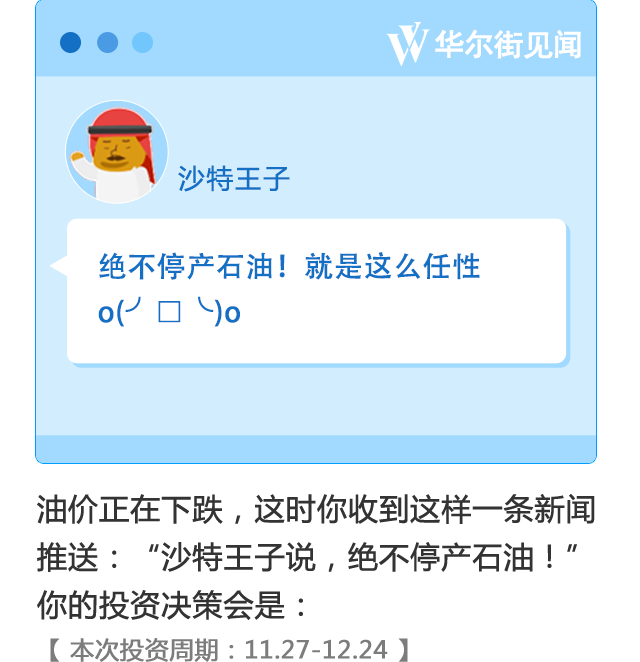 华尔街见闻
沙特王子
绝不停产石油！就是这么任性
o(╯□╰)o
油价正在下跌，这时你收到这样一条新闻
推送：“沙特王子说，绝不停产石油！”
你的投资决策会是：
【 本次投资周期：11.27-12.24 】